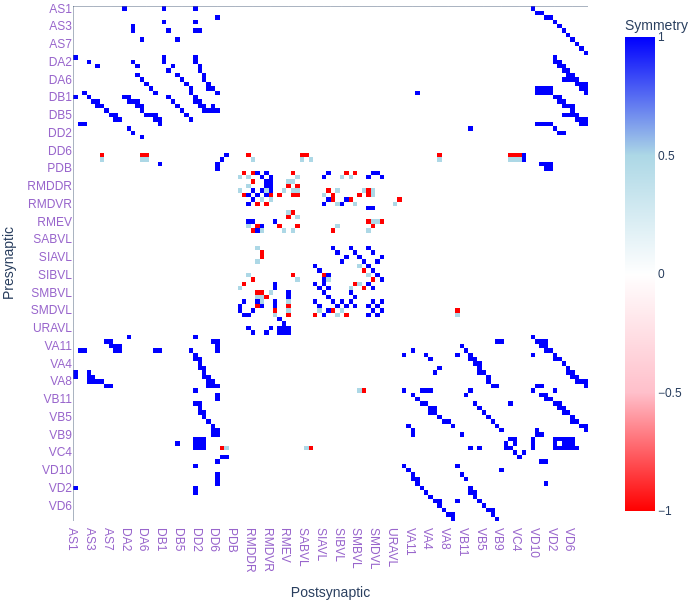 Symmetry
1
0.5
0
−0.5
−1
Presynaptic
AS1
AS3
AS7
DA2
DA6
DB1
DB5
DD2
DD6
PDB
RMDDR
RMDVR
RMEV
SABVL
SIAVL
SIBVL
SMBVL
SMDVL
URAVL
VA11
VA4
VA8
VB11
VB5
VB9
VC4
VD10
VD2
VD6
AS1
AS3
AS7
DA2
DA6
DB1
DB5
DD2
DD6
PDB
RMDDR
RMDVR
RMEV
SABVL
SIAVL
SIBVL
SMBVL
SMDVL
URAVL
VA11
VA4
VA8
VB11
VB5
VB9
VC4
VD10
VD2
VD6
Postsynaptic